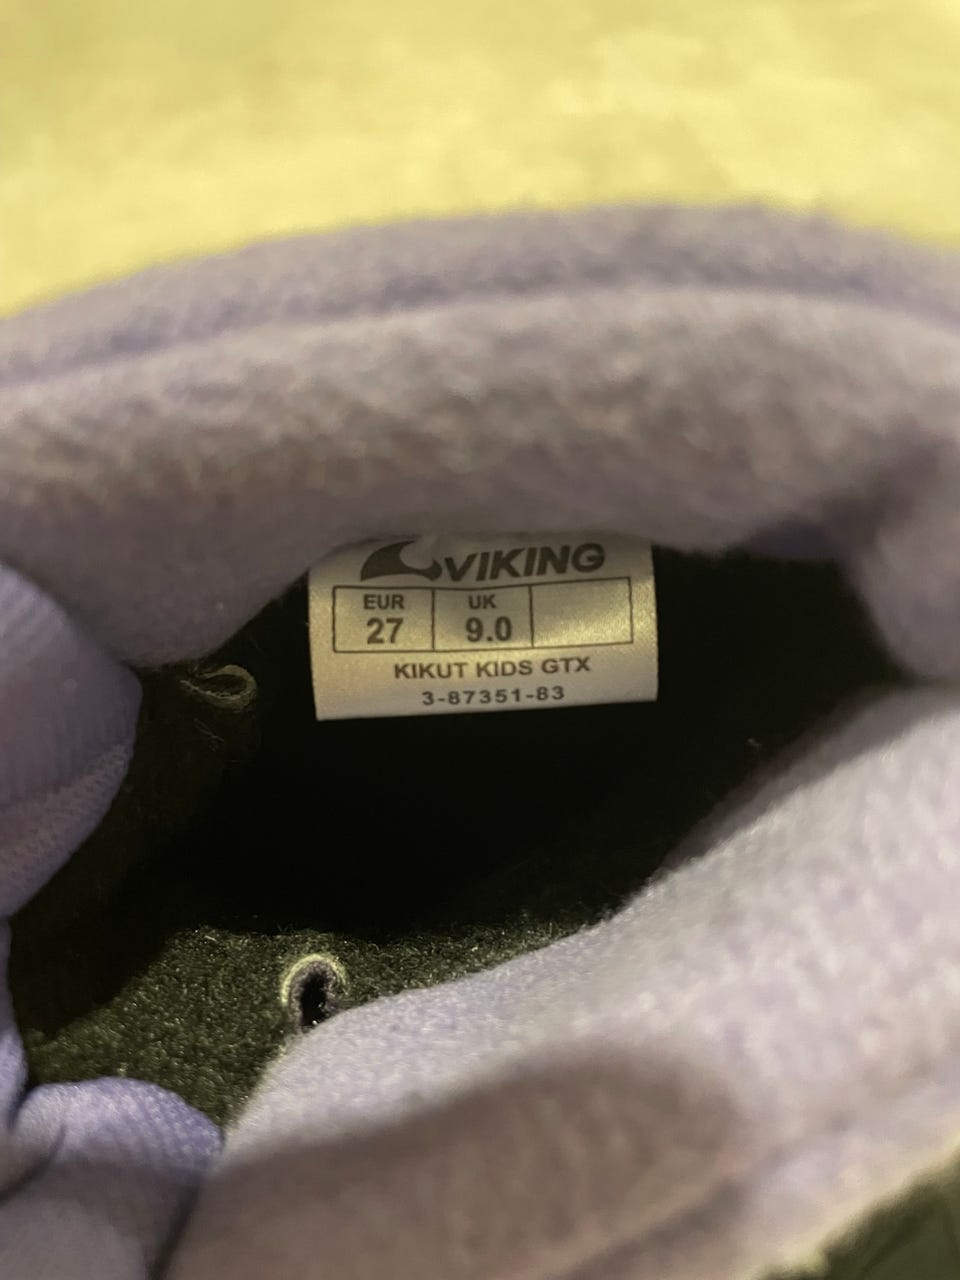 VIKING
EUR UK
27 9.0
KIKUT KIDS GTX
3-87351-83